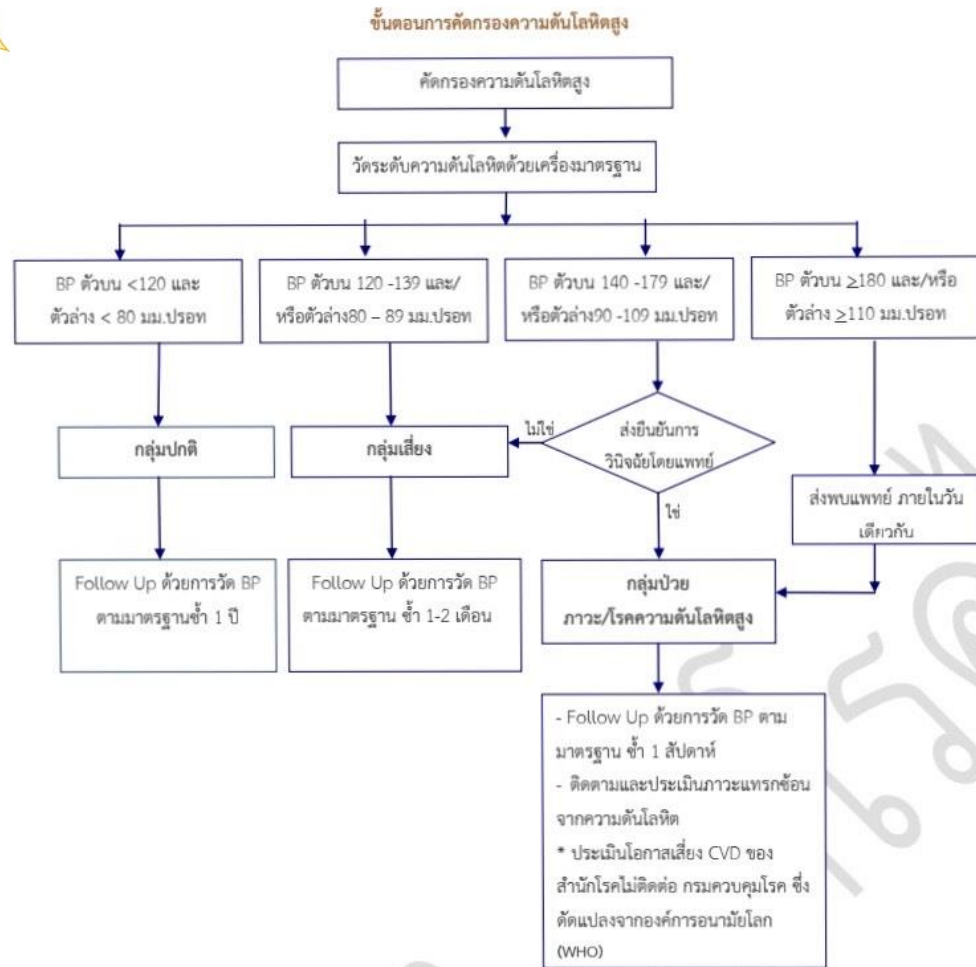 ขั้นตอนการคัดกรองความดันโลหิตสูง
คัดกรองความดันโลหิตสูง
วัดระดับความดันโลหิตด้วยเครื่องมาตรฐาน
BP ตัวบน <120 และ
ตัวล่าง < 80 มม.ปรอท
BP ตัวบน 120 -139 และ/
หรือตัวล่าง80 – 89 มม.ปรอท
BP ตัวบน 140 -179 และ/
หรือตัวล่าง90 -109 มม.ปรอท
BP ตัวบน ≥180 และ/หรือ
ตัวล่าง ≥110 มม.ปรอท
กลุ่มปกติ
กลุ่มเสี่ยง
ไม่ใช่
ส่งยืนยันการ
วินิจฉัยโดยแพทย์
ใช่
ส่งพบแพทย์ ภายในวัน
เดียวกัน
Follow Up ด้วยการวัด BP
ตามมาตรฐานซ้ำ 1 ปี
Follow Up ด้วยการวัด BP
ตามมาตรฐาน ซ้ำ 1-2 เดือน
กลุ่มป่วย
ภาวะ/โรคความดันโลหิตสูง
- Follow Up ด้วยการวัด BP ตาม
มาตรฐาน ซ้ำ 1 สัปดาห์
- ติดตามและประเมินภาวะแทรกซ้อน
จากความดันโลหิต
* ประเมินโอกาสเสี่ยง CVD ของ
สำนักโรคไม่ติดต่อ กรมควบคุมโรค ซึ่ง
ดัดแปลงจากองค์การอนามัยโลก
(WHO)